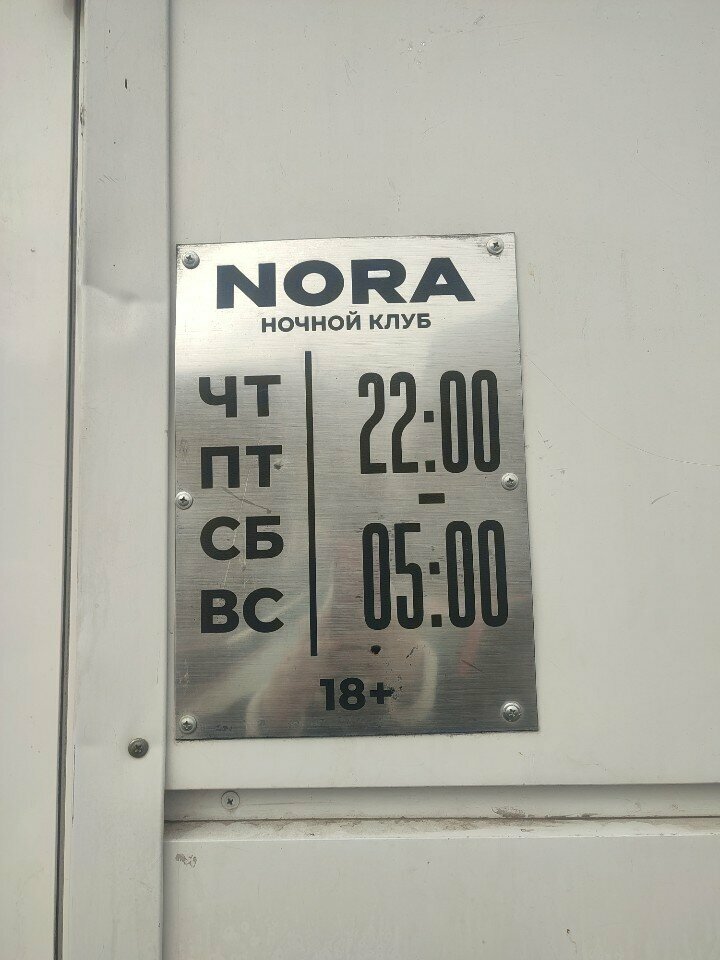 NORA
НОЧНОЙ КЛУБ
ЧТ
ПТ
СБ
ВС
22:00
-
05:00
18+